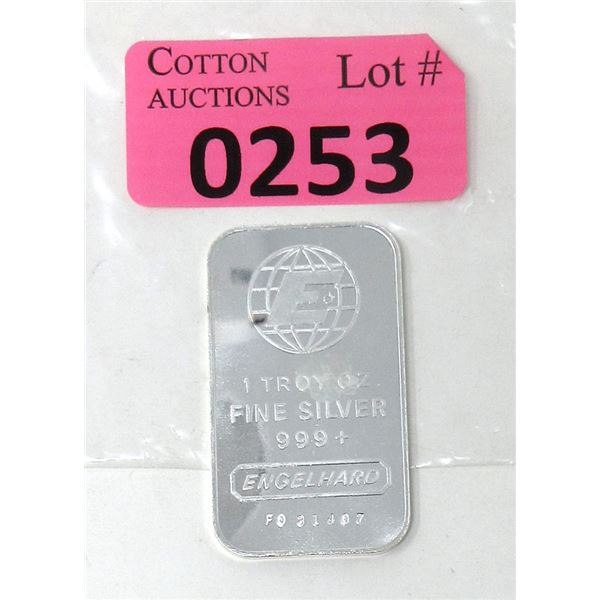 COTTON AUCTIONS
Lot #
0253
1 TROY OZ.
FINE SILVER
999+
ENGELHARD